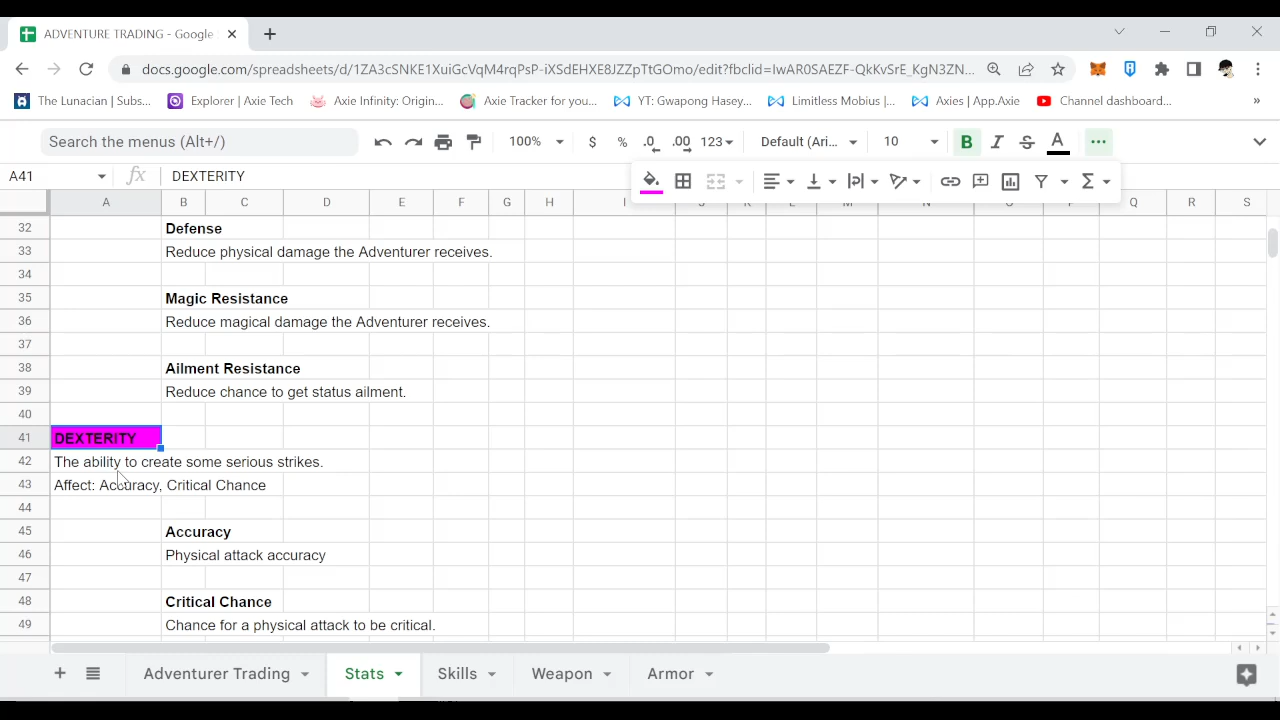 ADVENTURE TRADING - Google
docs.google.com/spreadsheets/d/1ZA3cSNKE1XuiGcVqM4rqPsP-iXSdEHXE8JZZpTtGOmo/edit?fbclid=IwAR0SAEZF-QkKvSrE_KgN3ZN...
The Lunacian | Subs... Explorer | Axie Tech Axie Infinity: Origin... Axie Tracker for you... YT: Gwapong Hasey... Limitless Mobius |... Axies | App.Axie Channel dashboard... »
Search the menus (Alt+/) 100% $ % .0 .00 123 Default (Ari... 10 B I S A
A41 fx DEXTERITY
A B C D E F G H I J K L M N O P Q R S
32 Defense
33 Reduce physical damage the Adventurer receives.
34
35 Magic Resistance
36 Reduce magical damage the Adventurer receives.
37
38 Ailment Resistance
39 Reduce chance to get status ailment.
40
41 DEXTERITY
42 The ability to create some serious strikes.
43 Affect: Accuracy, Critical Chance
44
45 Accuracy
46 Physical attack accuracy
47
48 Critical Chance
49 Chance for a physical attack to be critical.
Adventurer Trading Stats Skills Weapon Armor